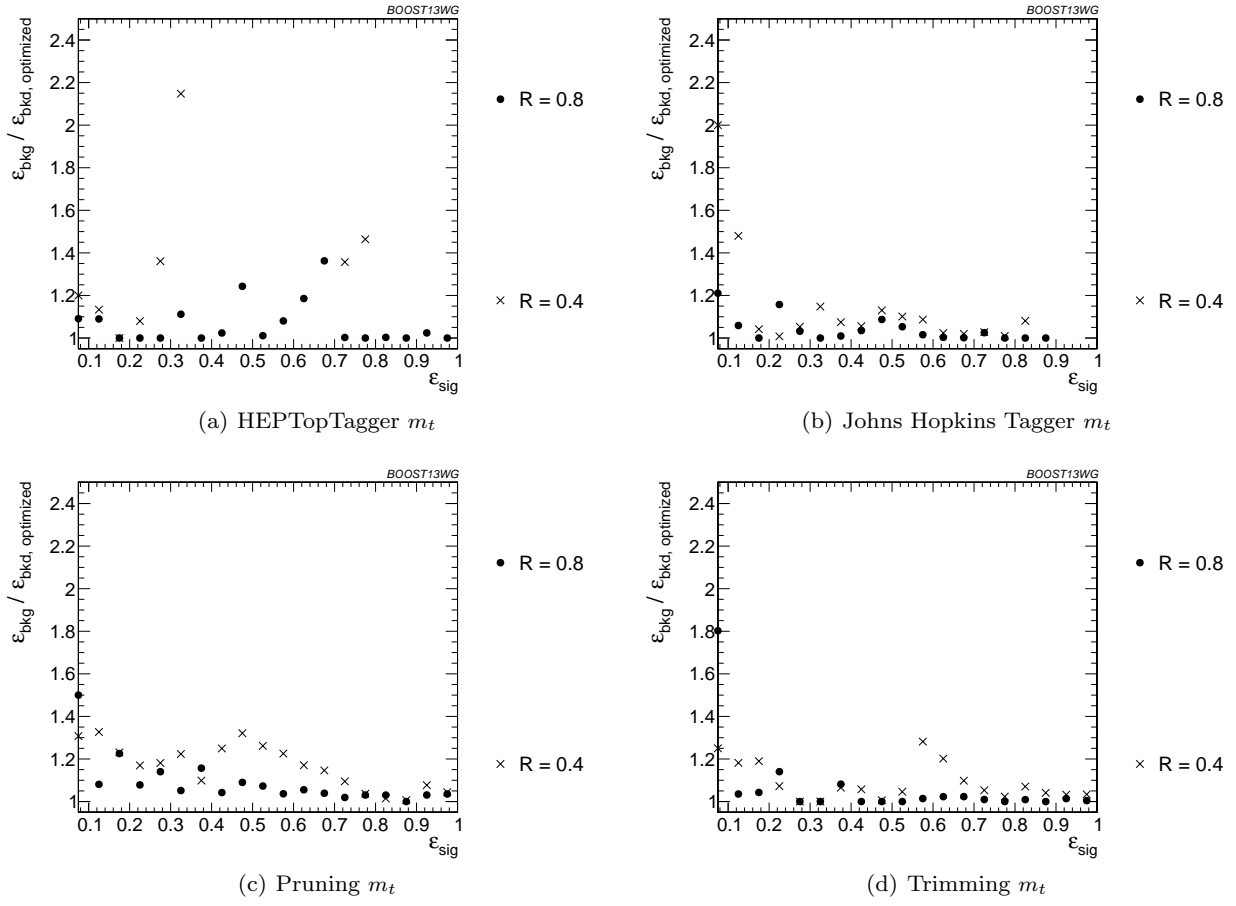 BOOST13WG
ε_bkg / ε_bkd, optimized
2.4
2.2
2
1.8
1.6
1.4
1.2
1
0.1 0.2 0.3 0.4 0.5 0.6 0.7 0.8 0.9 1
ε_sig
R = 0.8
R = 0.4
(a) HEPTopTagger m_t
BOOST13WG
ε_bkg / ε_bkd, optimized
2.4
2.2
2
1.8
1.6
1.4
1.2
1
0.1 0.2 0.3 0.4 0.5 0.6 0.7 0.8 0.9 1
ε_sig
R = 0.8
R = 0.4
(b) Johns Hopkins Tagger m_t
BOOST13WG
ε_bkg / ε_bkd, optimized
2.4
2.2
2
1.8
1.6
1.4
1.2
1
0.1 0.2 0.3 0.4 0.5 0.6 0.7 0.8 0.9 1
ε_sig
R = 0.8
R = 0.4
(c) Pruning m_t
BOOST13WG
ε_bkg / ε_bkd, optimized
2.4
2.2
2
1.8
1.6
1.4
1.2
1
0.1 0.2 0.3 0.4 0.5 0.6 0.7 0.8 0.9 1
ε_sig
R = 0.8
R = 0.4
(d) Trimming m_t